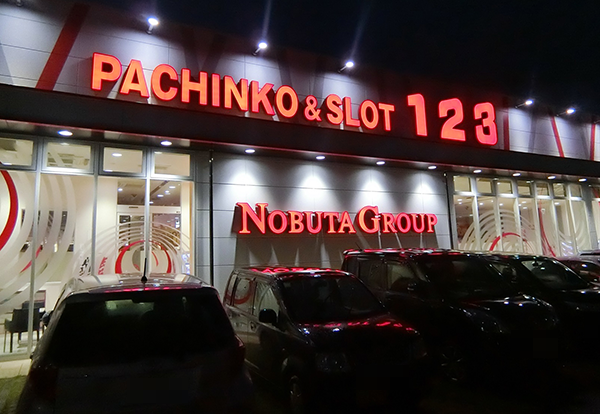 PACHINKO & SLOT 123
NOBUTA GROUP